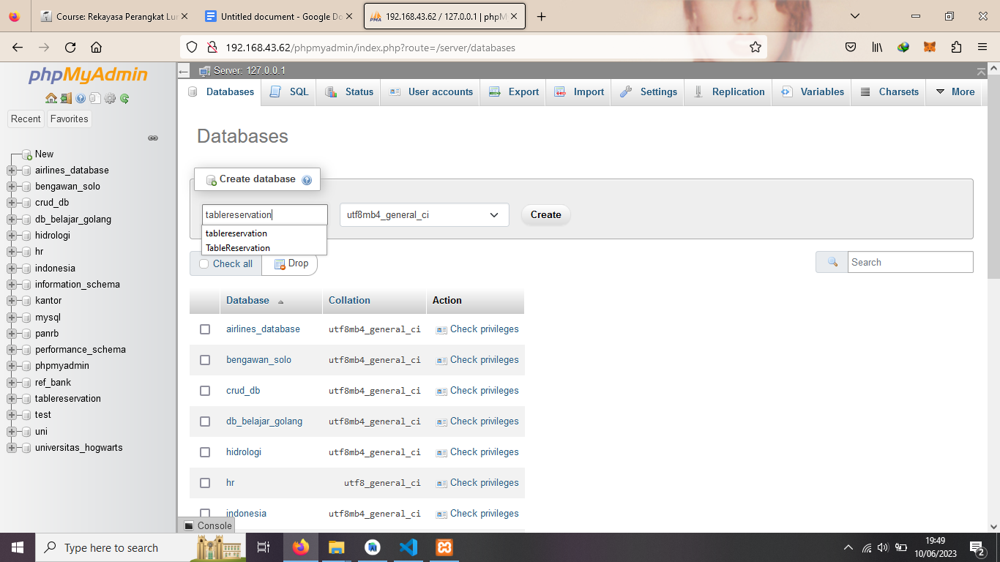 Course: Rekayasa Perangkat Lu
Untitled document - Google Do
192.168.43.62 / 127.0.0.1 | phpM
192.168.43.62/phpmyadmin/index.php?route=/server/databases
phpMyAdmin
Recent Favorites
New
airlines_database
bengawan_solo
crud_db
db_belajar_golang
hidrologi
hr
indonesia
information_schema
kantor
mysql
panrb
performance_schema
phpmyadmin
ref_bank
tablereservation
test
uni
universitas_hogwarts
Server: 127.0.0.1
Databases SQL Status User accounts Export Import Settings Replication Variables Charsets More
Databases
Create database
tablereservation utf8mb4_general_ci Create
tablereservation
TableReservation
Check all Drop Search
Database Collation Action
airlines_database utf8mb4_general_ci Check privileges
bengawan_solo utf8mb4_general_ci Check privileges
crud_db utf8mb4_general_ci Check privileges
db_belajar_golang utf8mb4_general_ci Check privileges
hidrologi utf8mb4_general_ci Check privileges
hr utf8_general_ci Check privileges
indonesia utf8mb4_general_ci Check privileges
Console
Type here to search
19:49
10/06/2023
2